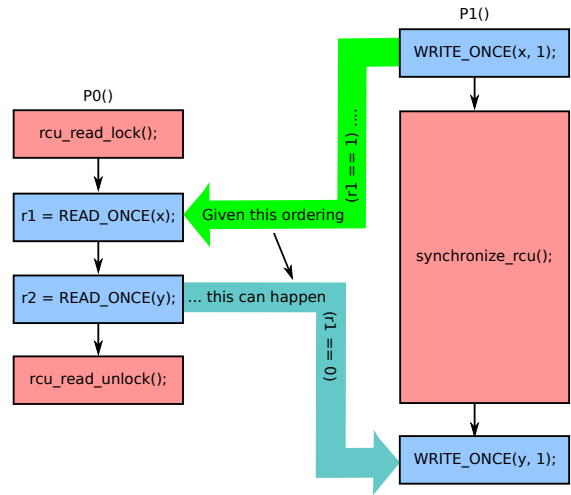 P1()
WRITE_ONCE(x, 1);
P0()
rcu_read_lock();
(r1 == 1) ....
r1 = READ_ONCE(x);
Given this ordering
synchronize_rcu();
r2 = READ_ONCE(y);
... this can happen
(r1 == 0)
rcu_read_unlock();
WRITE_ONCE(y, 1);